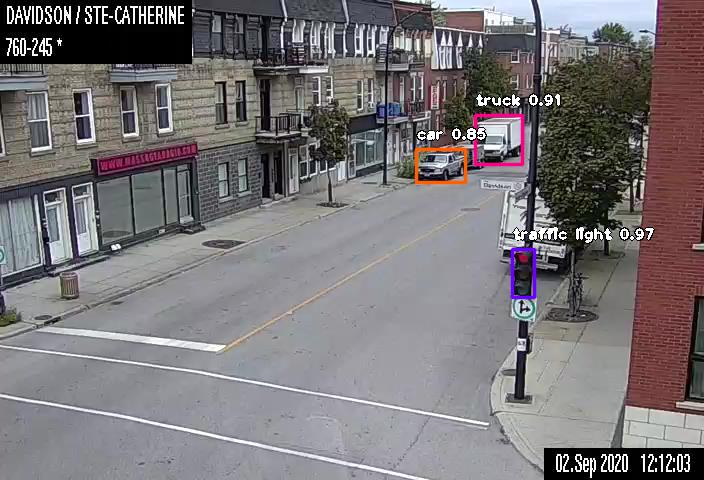 DAVIDSON / STE-CATHERINE
760-245 *
truck 0.91
car 0.85
WWW.MASSOTHERAPIE.COM
Davidson
traffic light 0.97
02.Sep 2020 12:12:03